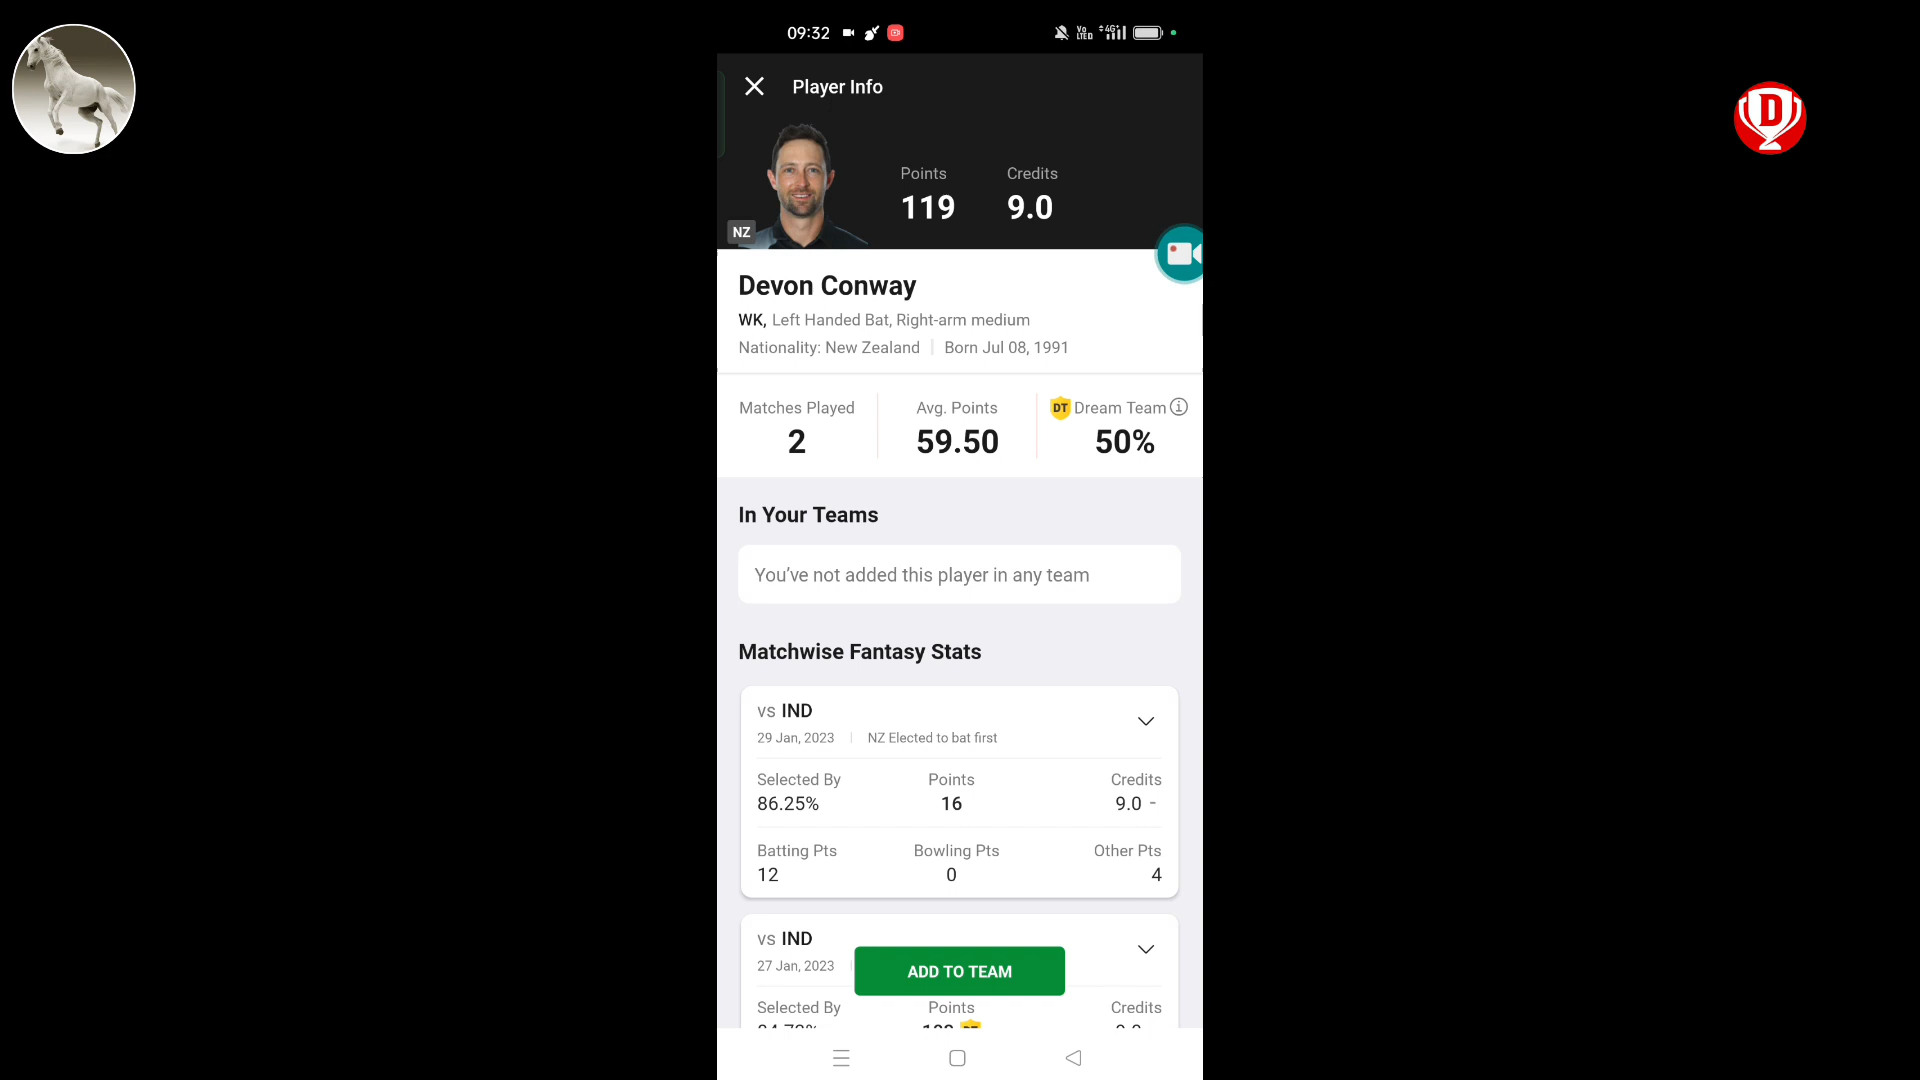 09:32
Vo LTED 4G+
Player Info
Points
Credits
119
9.0
NZ
Devon Conway
WK, Left Handed Bat, Right-arm medium
Nationality: New Zealand
Born Jul 08, 1991
Matches Played
Avg. Points
DT Dream Team
2
59.50
50%
In Your Teams
You've not added this player in any team
Matchwise Fantasy Stats
vs IND
29 Jan, 2023
NZ Elected to bat first
Selected By
Points
Credits
86.25%
16
9.0 -
Batting Pts
Bowling Pts
Other Pts
12
0
4
vs IND
27 Jan, 2023
ADD TO TEAM
Selected By
Points
Credits
D